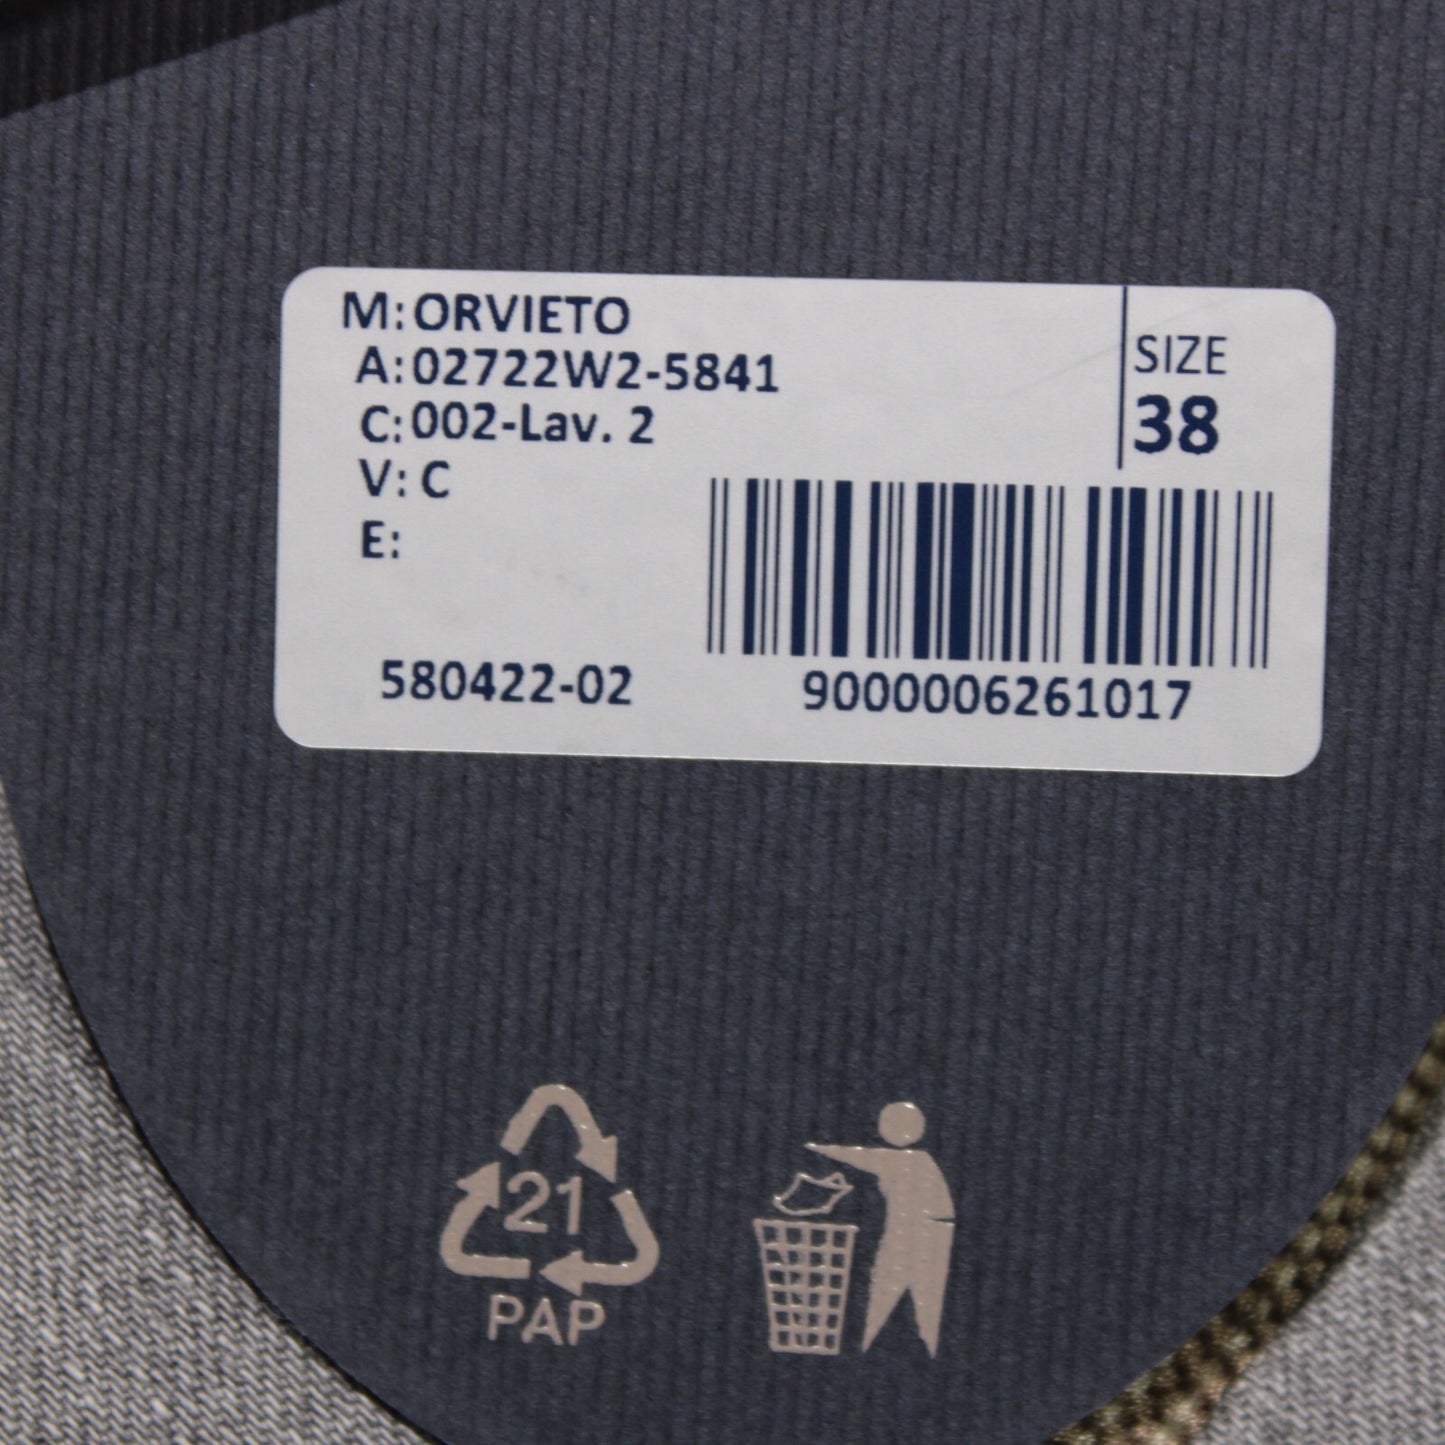 M: ORVIETO
A: 02722W2-5841
C: 002-Lav. 2
V: C
E:
SIZE
38
580422-02
9000006261017
21
PAP